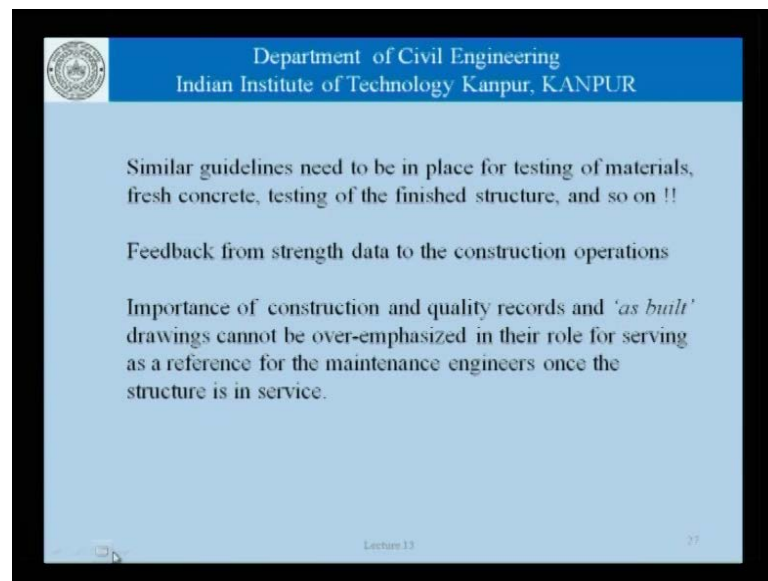 Department of Civil Engineering
Indian Institute of Technology Kanpur, KANPUR
Similar guidelines need to be in place for testing of materials,
fresh concrete, testing of the finished structure, and so on !!
Feedback from strength data to the construction operations
Importance of construction and quality records and ‘as built’
drawings cannot be over-emphasized in their role for serving
as a reference for the maintenance engineers once the
structure is in service.
Lecture 13
27